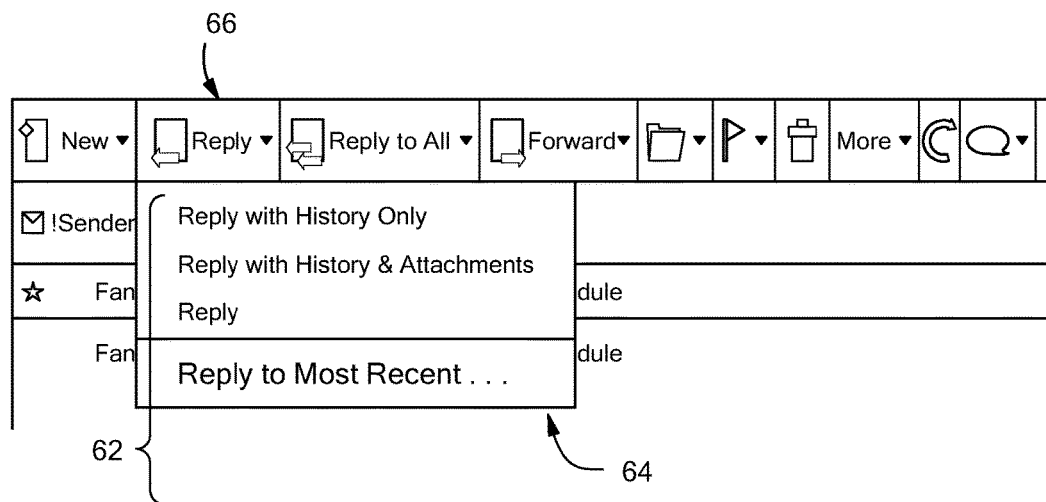 66
New Reply Reply to All Forward More
!Sender
Reply with History Only
Reply with History & Attachments
Fan dule
Reply
Fan dule
Reply to Most Recent . . .
62
64